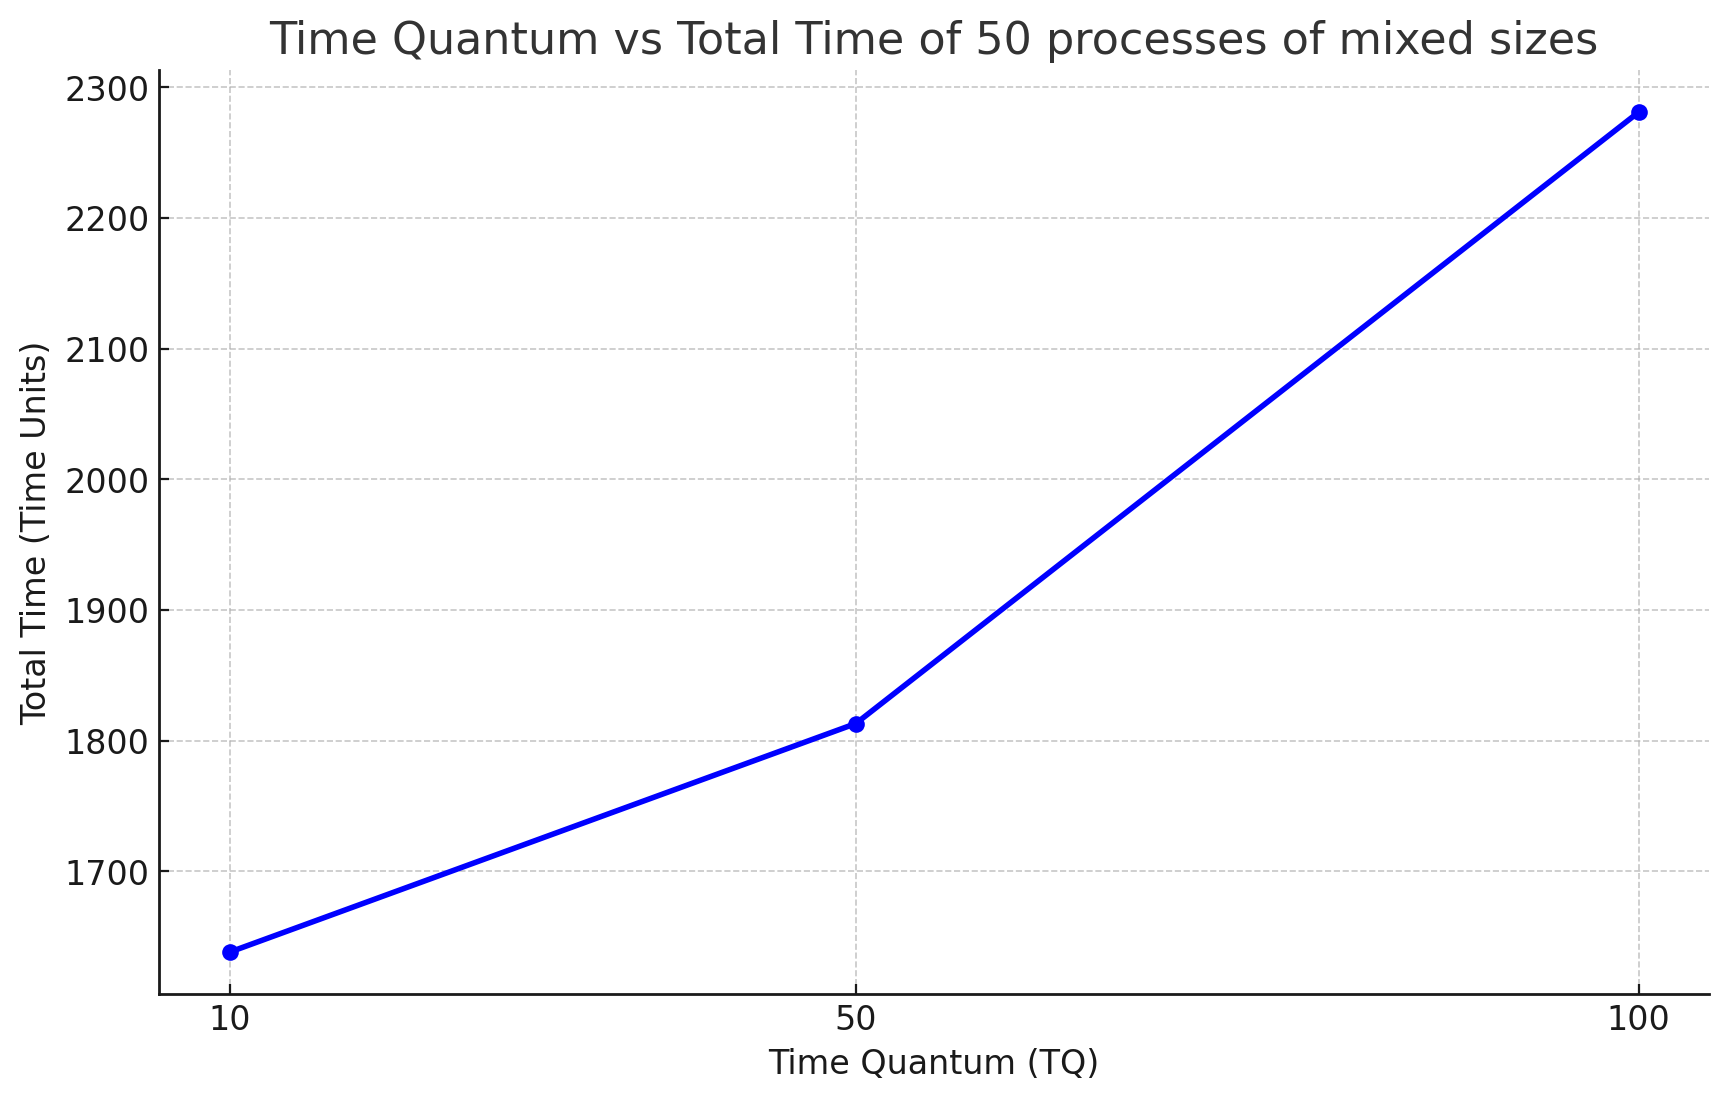 Time Quantum vs Total Time of 50 processes of mixed sizes
2300
2200
2100
2000
1900
1800
1700
Total Time (Time Units)
10 50 100
Time Quantum (TQ)